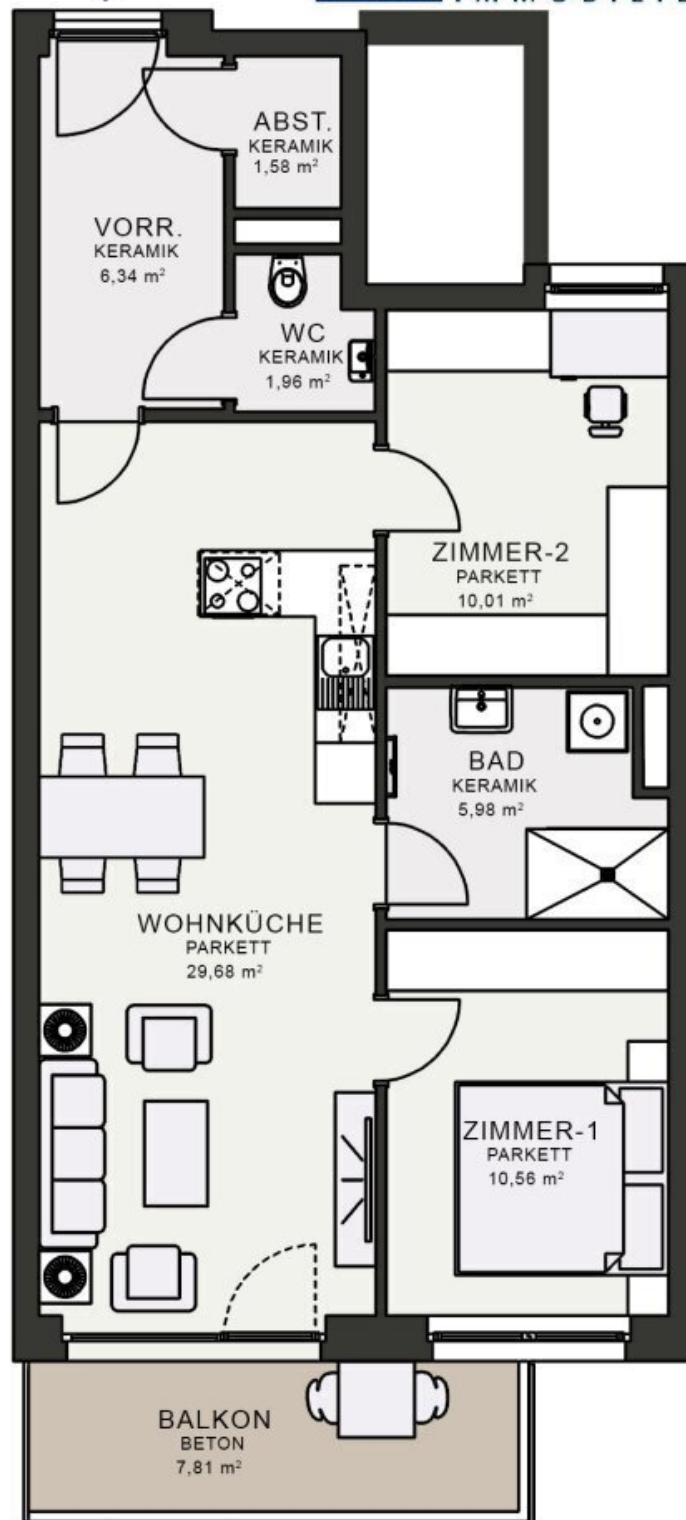 ABST.
KERAMIK
1,58 m²
VORR.
KERAMIK
6,34 m²
WC
KERAMIK
1,96 m²
ZIMMER-2
PARKETT
10,01 m²
BAD
KERAMIK
5,98 m²
WOHNKÜCHE
PARKETT
29,68 m²
ZIMMER-1
PARKETT
10,56 m²
BALKON
BETON
7,81 m²